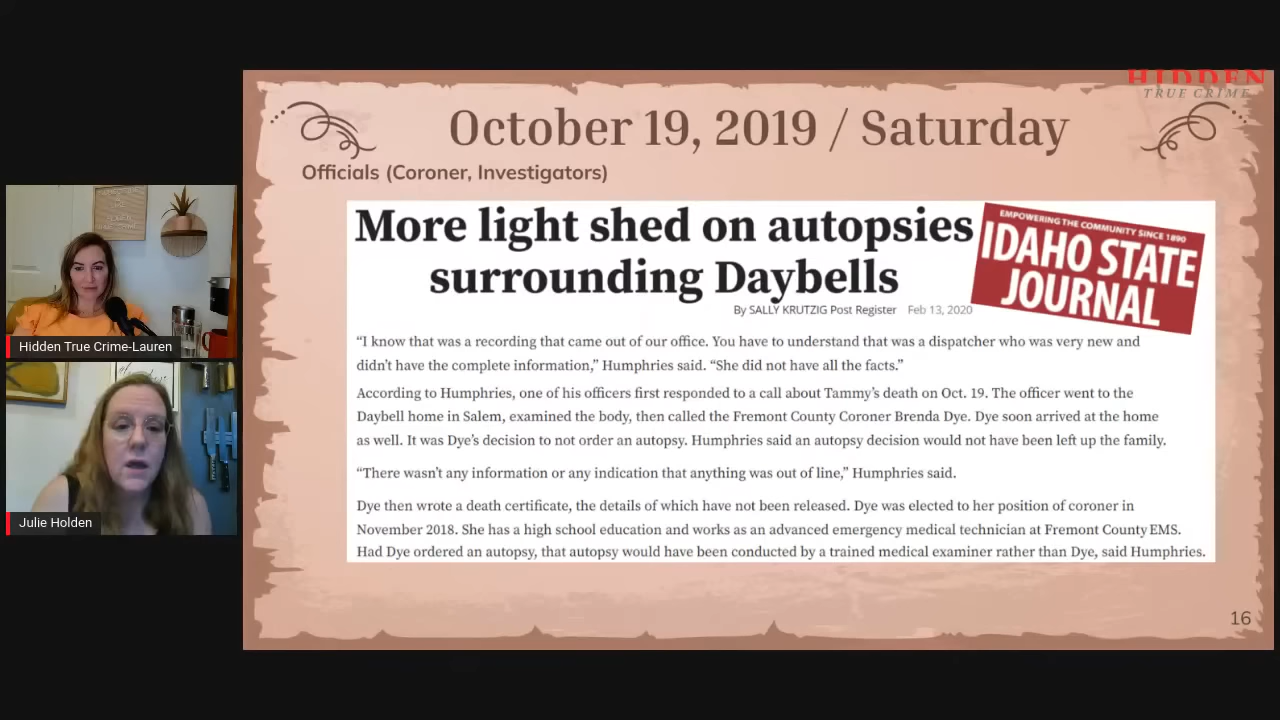 HIDDEN
TRUE CRIME
October 19, 2019 / Saturday
Officials (Coroner, Investigators)
More light shed on autopsies
surrounding Daybells
EMPOWERING THE COMMUNITY SINCE 1890
IDAHO STATE
JOURNAL
By SALLY KRUTZIG Post Register Feb 13, 2020
“I know that was a recording that came out of our office. You have to understand that was a dispatcher who was very new and
didn’t have the complete information,” Humphries said. “She did not have all the facts.”
According to Humphries, one of his officers first responded to a call about Tammy’s death on Oct. 19. The officer went to the
Daybell home in Salem, examined the body, then called the Fremont County Coroner Brenda Dye. Dye soon arrived at the home
as well. It was Dye’s decision to not order an autopsy. Humphries said an autopsy decision would not have been left up the family.
“There wasn’t any information or any indication that anything was out of line,” Humphries said.
Dye then wrote a death certificate, the details of which have not been released. Dye was elected to her position of coroner in
November 2018. She has a high school education and works as an advanced emergency medical technician at Fremont County EMS.
Had Dye ordered an autopsy, that autopsy would have been conducted by a trained medical examiner rather than Dye, said Humphries.
16
Hidden True Crime-Lauren
Julie Holden